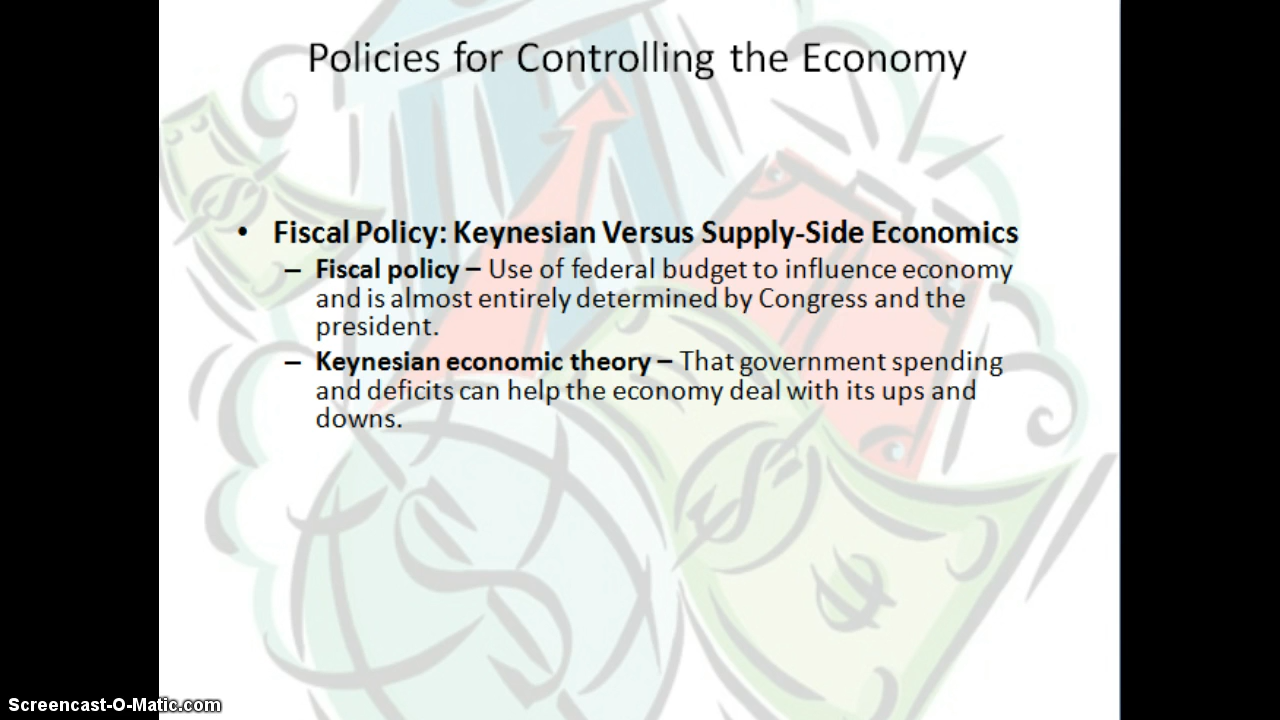 Policies for Controlling the Economy
• Fiscal Policy: Keynesian Versus Supply-Side Economics
– Fiscal policy – Use of federal budget to influence economy
and is almost entirely determined by Congress and the
president.
– Keynesian economic theory – That government spending
and deficits can help the economy deal with its ups and
downs.
Screencast-O-Matic.com